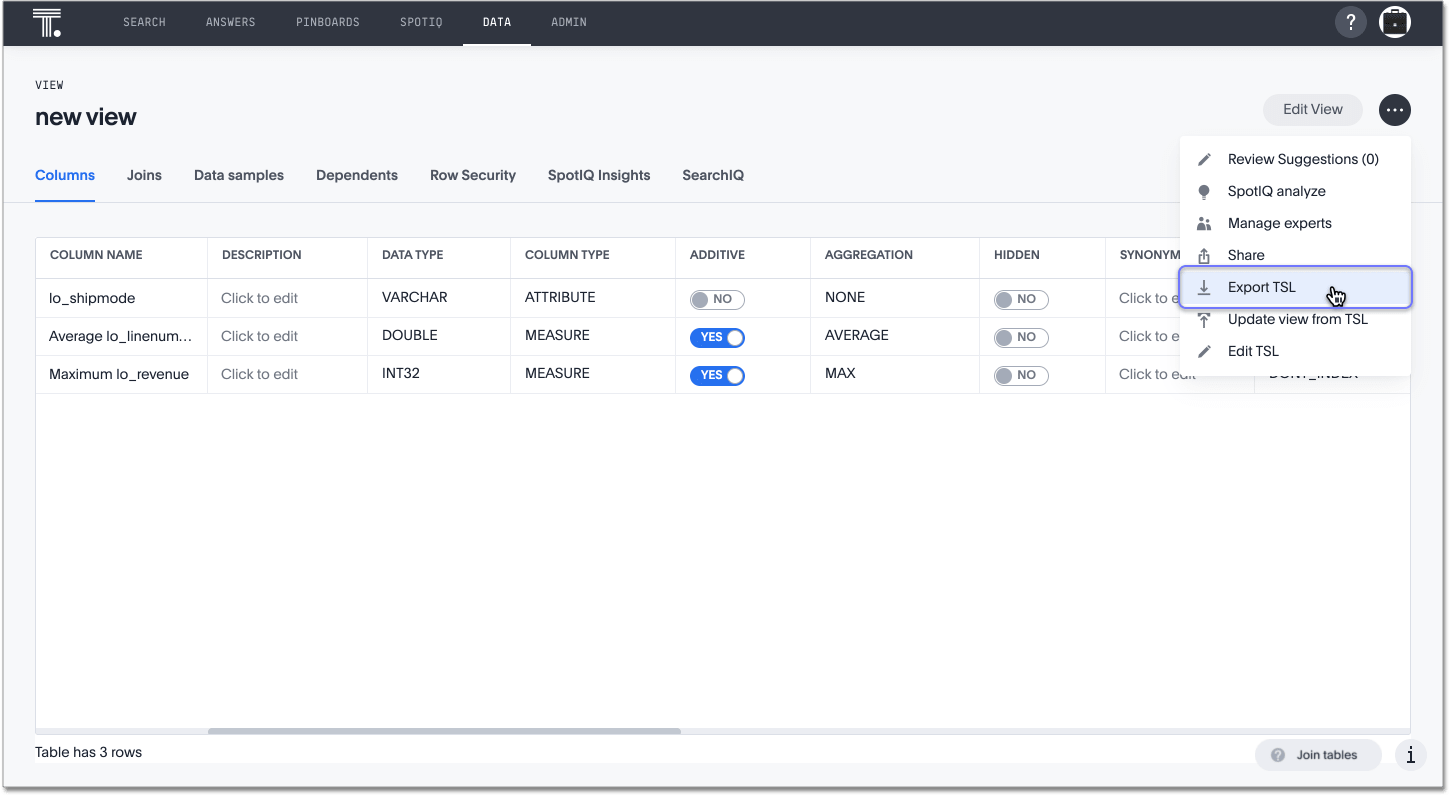 SEARCH ANSWERS PINBOARDS SPOTIQ DATA ADMIN ?
VIEW
new view
Edit View
Columns Joins Data samples Dependents Row Security SpotIQ Insights SearchIQ
Review Suggestions (0)
SpotIQ analyze
Manage experts
Share
Export TSL
Update view from TSL
Edit TSL
COLUMN NAME DESCRIPTION DATA TYPE COLUMN TYPE ADDITIVE AGGREGATION HIDDEN SYNONYM
lo_shipmode Click to edit VARCHAR ATTRIBUTE NO NONE NO Click to e
Average lo_linenum... Click to edit DOUBLE MEASURE YES AVERAGE NO Click to e
Maximum lo_revenue Click to edit INT32 MEASURE YES MAX NO Click to edit DONT_INDEX
Table has 3 rows
? Join tables i